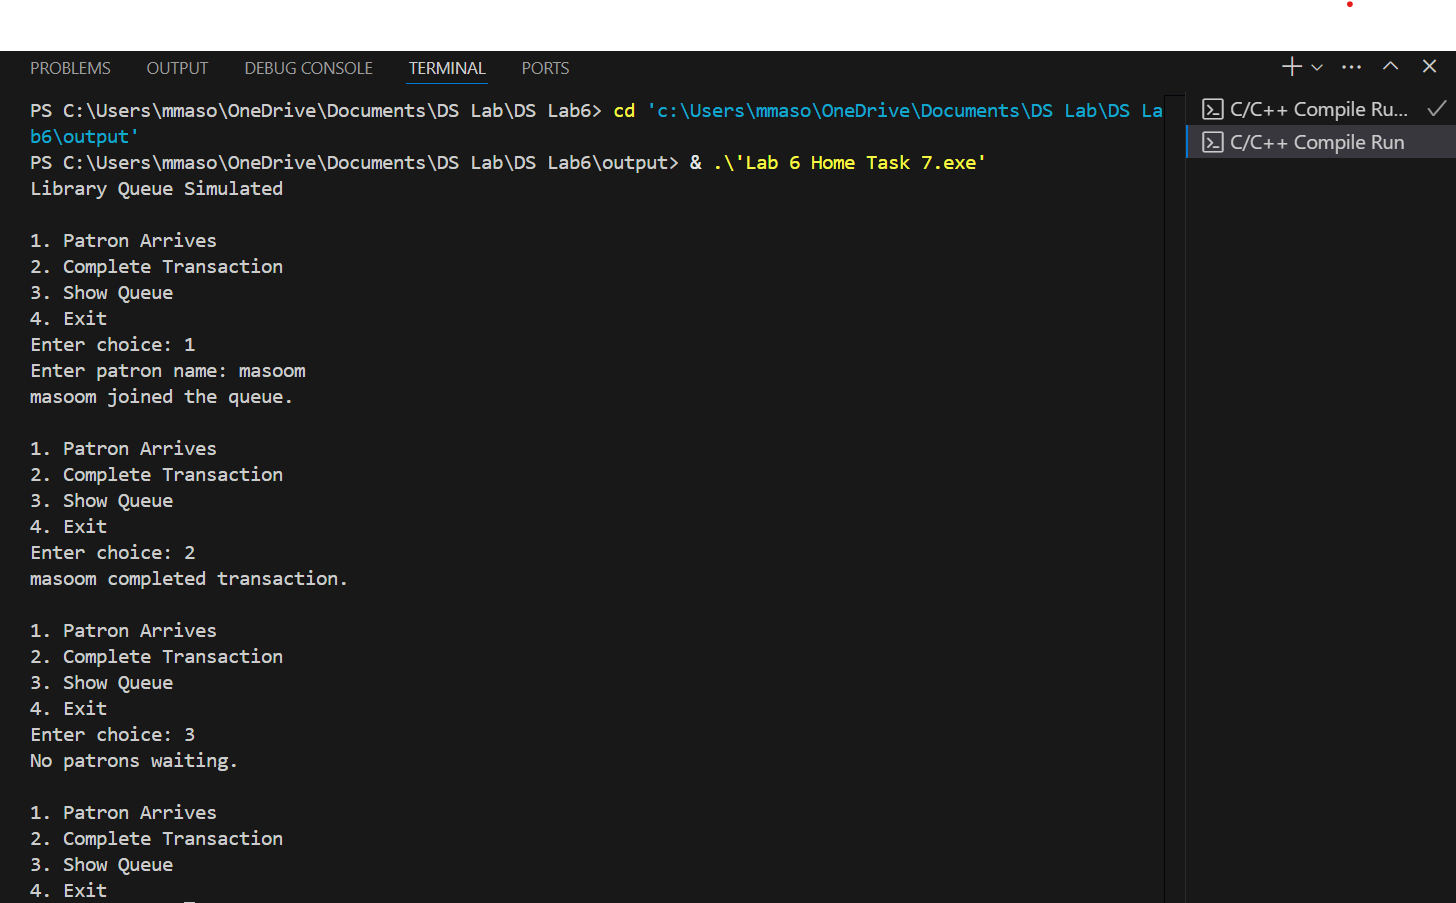 PROBLEMS OUTPUT DEBUG CONSOLE TERMINAL PORTS
PS C:\Users\mmaso\OneDrive\Documents\DS Lab\DS Lab6> cd 'c:\Users\mmaso\OneDrive\Documents\DS Lab\DS La
b6\output'
PS C:\Users\mmaso\OneDrive\Documents\DS Lab\DS Lab6\output> & .\'Lab 6 Home Task 7.exe'
Library Queue Simulated
1. Patron Arrives
2. Complete Transaction
3. Show Queue
4. Exit
Enter choice: 1
Enter patron name: masoom
masoom joined the queue.
1. Patron Arrives
2. Complete Transaction
3. Show Queue
4. Exit
Enter choice: 2
masoom completed transaction.
1. Patron Arrives
2. Complete Transaction
3. Show Queue
4. Exit
Enter choice: 3
No patrons waiting.
1. Patron Arrives
2. Complete Transaction
3. Show Queue
4. Exit
C/C++ Compile Ru...
C/C++ Compile Run